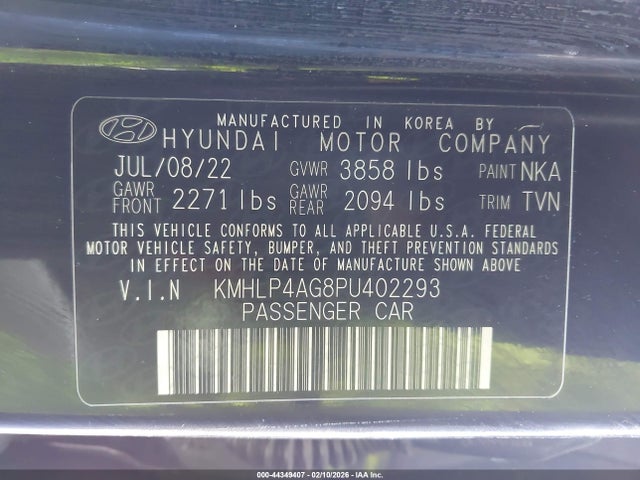 MANUFACTURED IN KOREA BY
HYUNDAI MOTOR COMPANY
JUL/08/22 GVWR 3858 lbs PAINT NKA
GAWR FRONT 2271 lbs GAWR REAR 2094 lbs TRIM TVN
THIS VEHICLE CONFORMS TO ALL APPLICABLE U.S.A. FEDERAL
MOTOR VEHICLE SAFETY, BUMPER, AND THEFT PREVENTION STANDARDS
IN EFFECT ON THE DATE OF MANUFACTURE SHOWN ABOVE
V.I.N KMHLP4AG8PU402293
PASSENGER CAR
000-44349407 - 02/10/2026 - Copyright © IAA, LLC